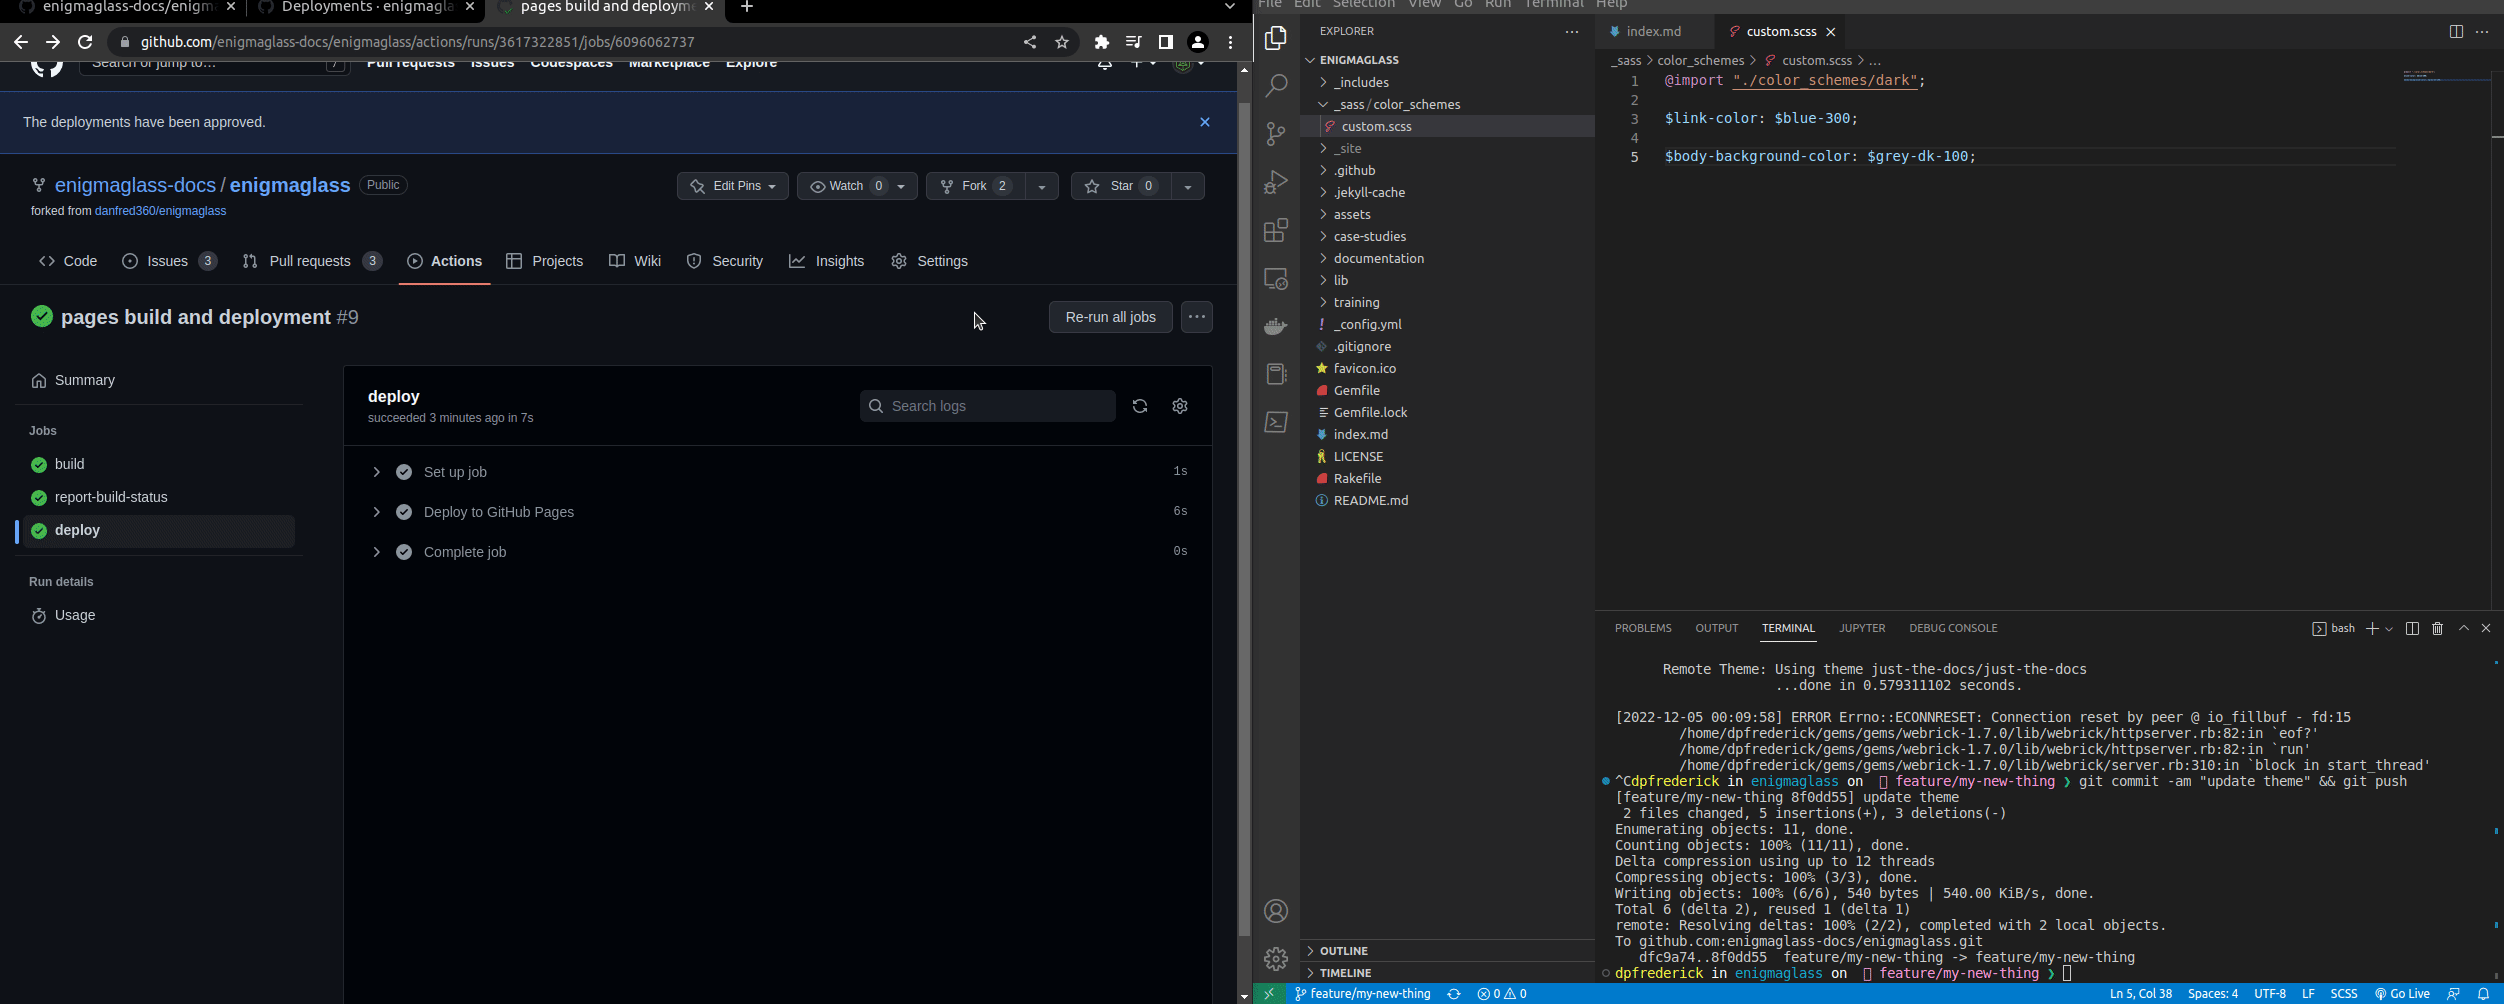 enigmaglass-docs/enigm
Deployments · enigmagla
pages build and deploym
github.com/enigmaglass-docs/enigmaglass/actions/runs/3617322851/jobs/6096062737
Search or jump to...
/
Pull requests Issues Codespaces Marketplace Explore
The deployments have been approved.
enigmaglass-docs / enigmaglass Public
forked from danfred360/enigmaglass
Edit Pins
Watch 0
Fork 2
Star 0
Code
Issues 3
Pull requests 3
Actions
Projects
Wiki
Security
Insights
Settings
pages build and deployment #9
Re-run all jobs
Summary
Jobs
build
report-build-status
deploy
Run details
Usage
deploy
succeeded 3 minutes ago in 7s
Search logs
Set up job 1s
Deploy to GitHub Pages 6s
Complete job 0s
File Edit Selection View Go Run Terminal Help
EXPLORER
ENIGMAGLASS
_includes
_sass/color_schemes
custom.scss
_site
.github
.jekyll-cache
assets
case-studies
documentation
lib
training
_config.yml
.gitignore
favicon.ico
Gemfile
Gemfile.lock
index.md
LICENSE
Rakefile
README.md
OUTLINE
TIMELINE
index.md
custom.scss
_sass > color_schemes > custom.scss > ...
1 @import "./color_schemes/dark";
2
3 $link-color: $blue-300;
4
5 $body-background-color: $grey-dk-100;
PROBLEMS OUTPUT TERMINAL JUPYTER DEBUG CONSOLE
bash
Remote Theme: Using theme just-the-docs/just-the-docs
...done in 0.579311102 seconds.
[2022-12-05 00:09:58] ERROR Errno::ECONNRESET: Connection reset by peer @ io_fillbuf - fd:15
/home/dpfrederick/gems/gems/webrick-1.7.0/lib/webrick/httpserver.rb:82:in `eof?'
/home/dpfrederick/gems/gems/webrick-1.7.0/lib/webrick/httpserver.rb:82:in `run'
/home/dpfrederick/gems/gems/webrick-1.7.0/lib/webrick/server.rb:310:in `block in start_thread'
^Cdpfrederick in enigmaglass on feature/my-new-thing ❯ git commit -am "update theme" && git push
[feature/my-new-thing 8f0dd55] update theme
2 files changed, 5 insertions(+), 3 deletions(-)
Enumerating objects: 11, done.
Counting objects: 100% (11/11), done.
Delta compression using up to 12 threads
Compressing objects: 100% (3/3), done.
Writing objects: 100% (6/6), 540 bytes | 540.00 KiB/s, done.
Total 6 (delta 2), reused 1 (delta 1)
remote: Resolving deltas: 100% (2/2), completed with 2 local objects.
To github.com:enigmaglass-docs/enigmaglass.git
dfc9a74..8f0dd55 feature/my-new-thing -> feature/my-new-thing
dpfrederick in enigmaglass on feature/my-new-thing ❯
feature/my-new-thing
0 0
Ln 5, Col 38
Spaces: 4
UTF-8
LF
SCSS
Go Live